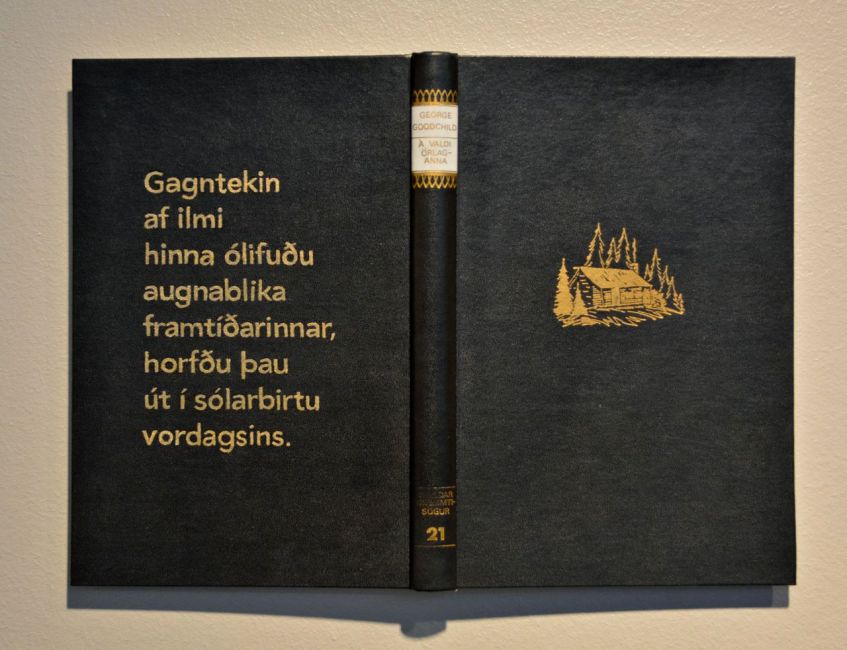 Gagntekin
af ilmi
hinna ólifuðu
augnablika
framtíðarinnar,
horfðu þau
út í sólarbirtu
vordagsins.
GEORGE
GOODCHILD
Á VALDI
ÖRLAG-
ANNA
SÖGUR
21